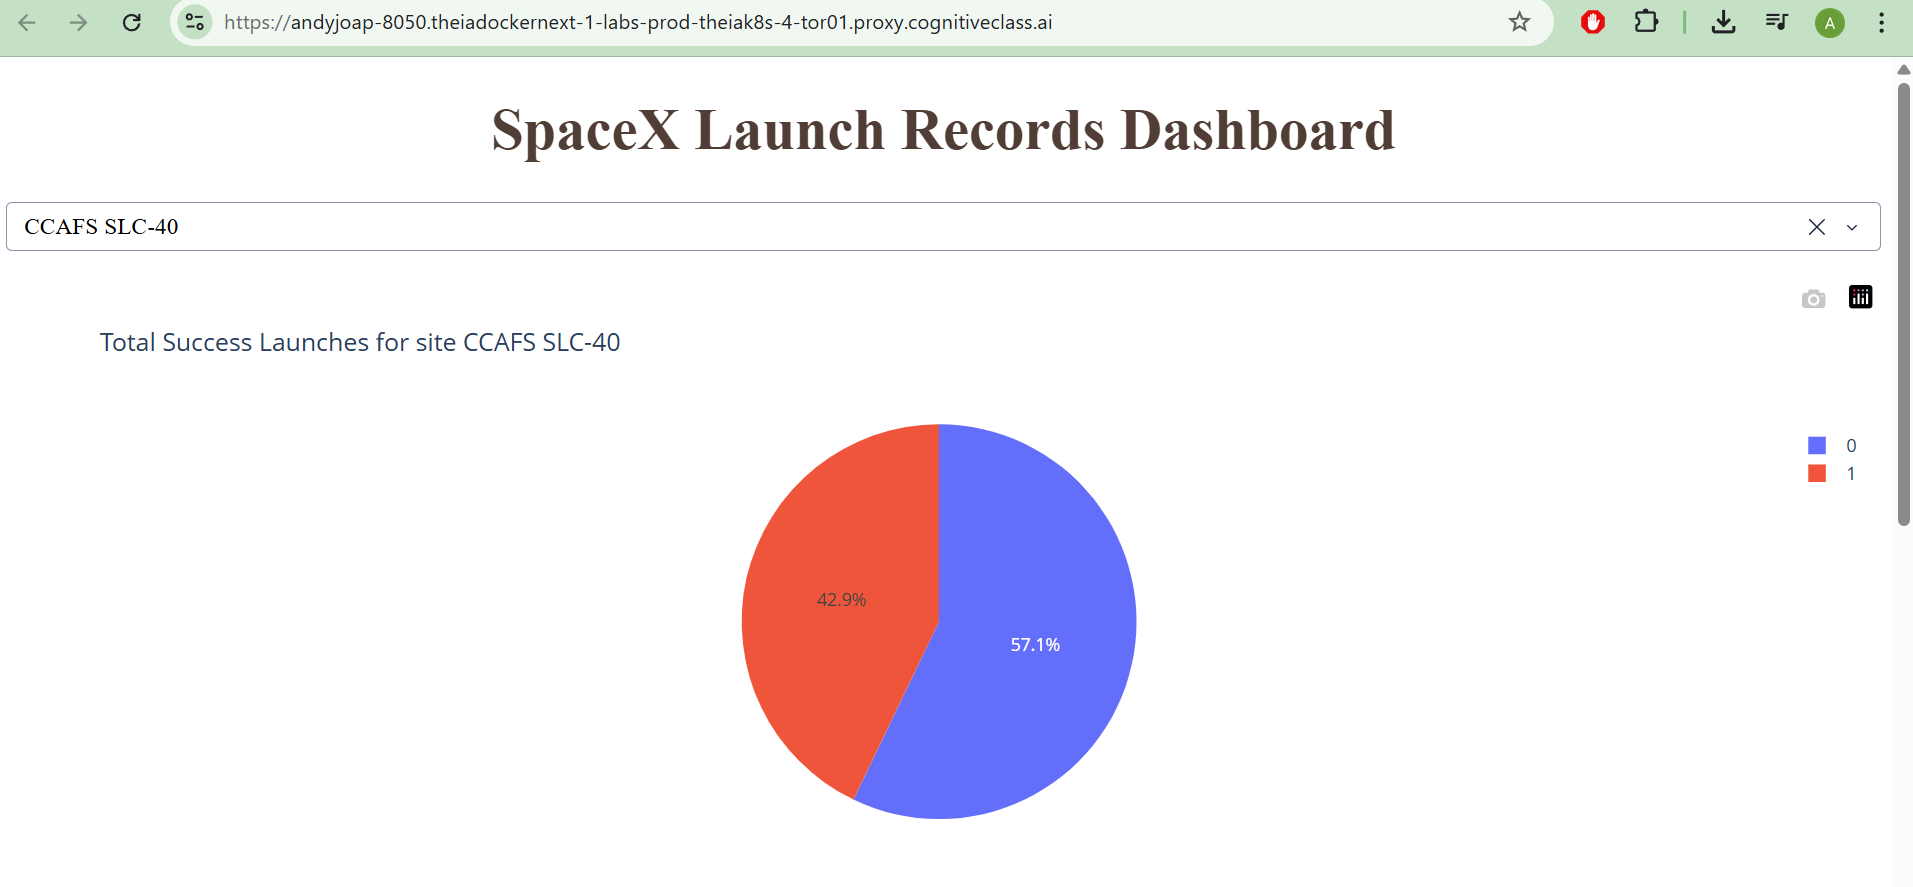 https://andyjoap-8050.theiadockernext-1-labs-prod-theiak8s-4-tor01.proxy.cognitiveclass.ai
A
SpaceX Launch Records Dashboard
CCAFS SLC-40
Total Success Launches for site CCAFS SLC-40
0
1
42.9%
57.1%